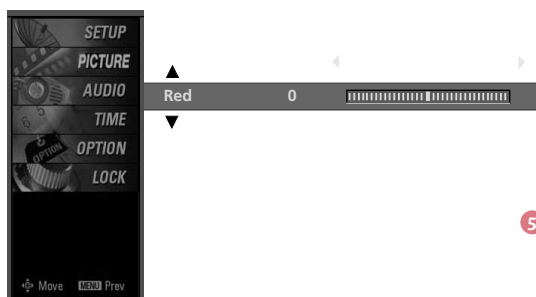 SETUP
PICTURE
AUDIO
TIME
OPTION
LOCK
Red 0
5
Move MENU Prev